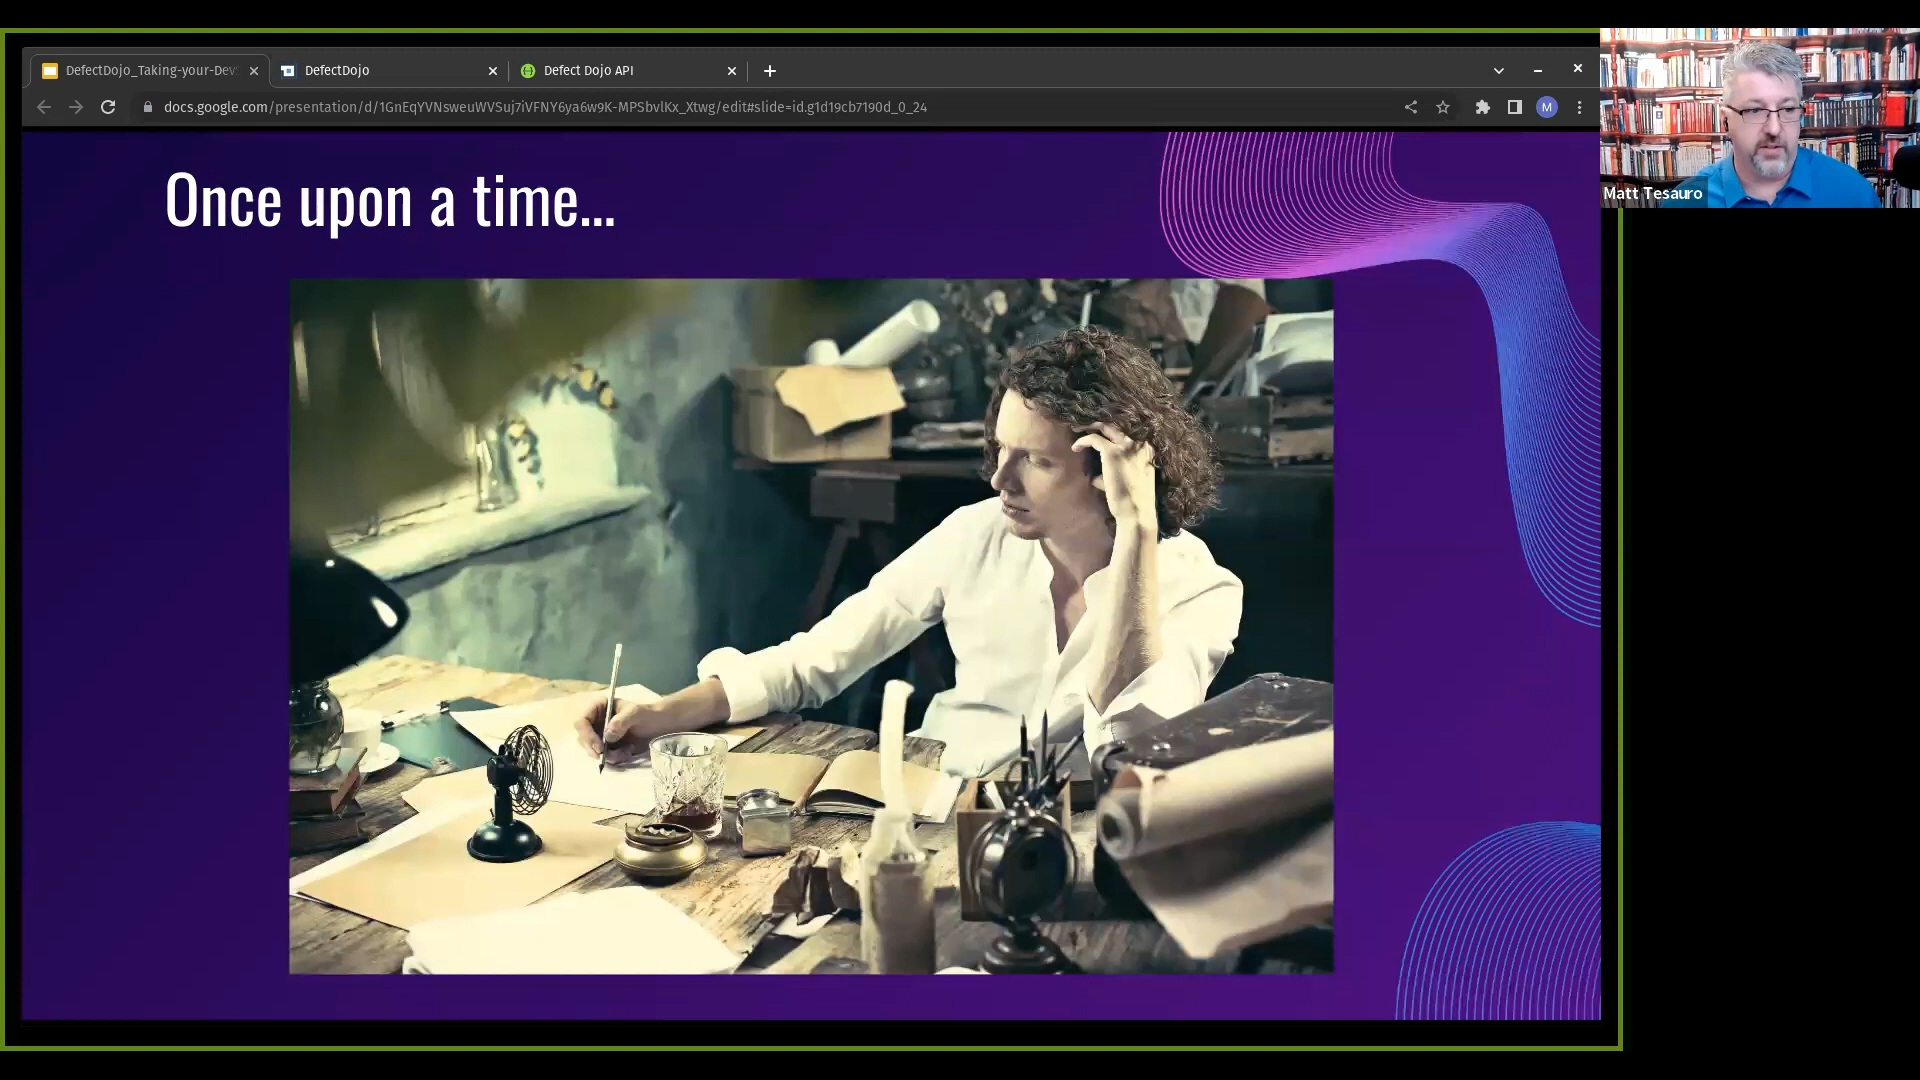 DefectDojo_Taking-your-Dev
DefectDojo
Defect Dojo API
docs.google.com/presentation/d/1GnEqYVNsweuWVSuj7iVFNY6ya6w9K-MPSbvlKx_Xtwg/edit#slide=id.g1d19cb7190d_0_24
M
Matt Tesauro
Once upon a time...